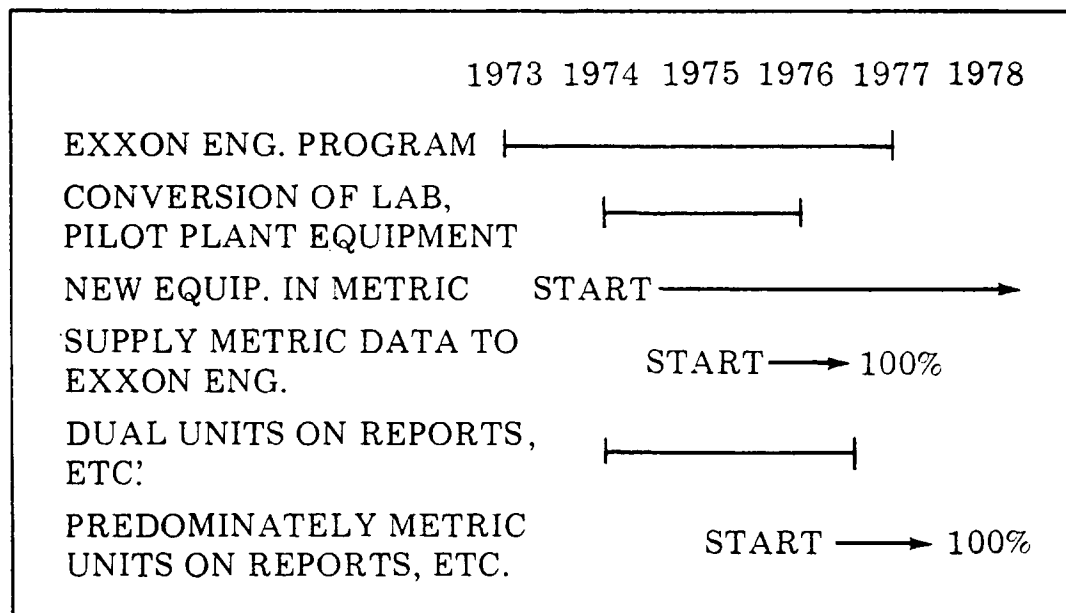 1973 1974 1975 1976 1977 1978
EXXON ENG. PROGRAM
CONVERSION OF LAB,
PILOT PLANT EQUIPMENT
NEW EQUIP. IN METRIC START
SUPPLY METRIC DATA TO
EXXON ENG.
START 100%
DUAL UNITS ON REPORTS,
ETC.
PREDOMINATELY METRIC
UNITS ON REPORTS, ETC.
START 100%